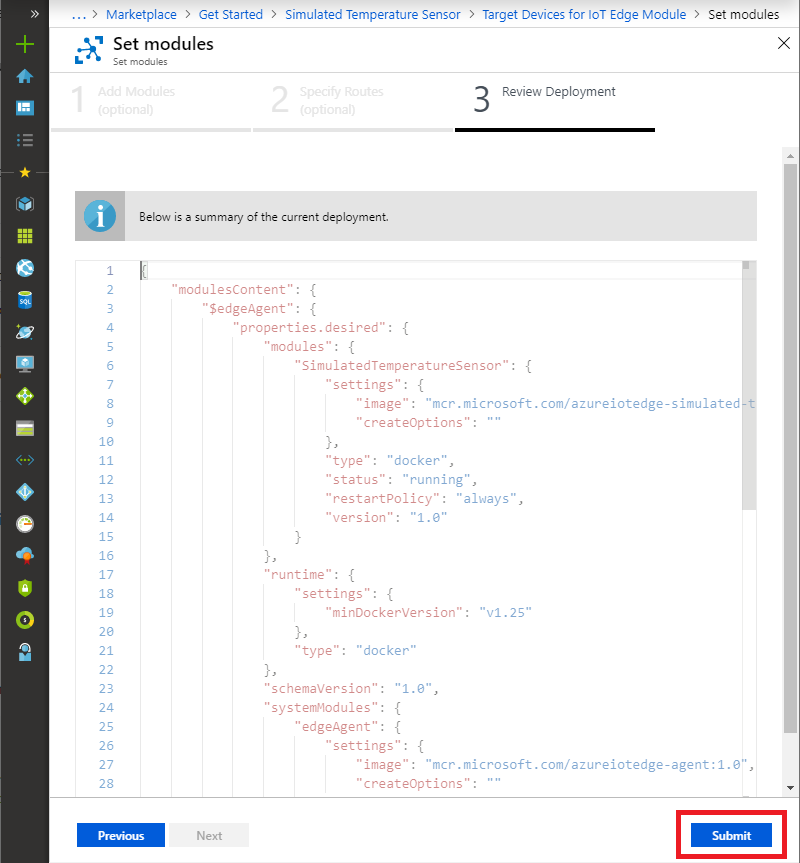 »
... > Marketplace > Get Started > Simulated Temperature Sensor > Target Devices for IoT Edge Module > Set modules
Set modules
Set modules
1 Add Modules
(optional)
2 Specify Routes
(optional)
3 Review Deployment
Below is a summary of the current deployment.
1 {
2 "modulesContent": {
3 "$edgeAgent": {
4 "properties.desired": {
5 "modules": {
6 "SimulatedTemperatureSensor": {
7 "settings": {
8 "image": "mcr.microsoft.com/azureiotedge-simulated-t
9 "createOptions": ""
10 },
11 "type": "docker",
12 "status": "running",
13 "restartPolicy": "always",
14 "version": "1.0"
15 }
16 },
17 "runtime": {
18 "settings": {
19 "minDockerVersion": "v1.25"
20 },
21 "type": "docker"
22 },
23 "schemaVersion": "1.0",
24 "systemModules": {
25 "edgeAgent": {
26 "settings": {
27 "image": "mcr.microsoft.com/azureiotedge-agent:1.0",
28 "createOptions": ""
Previous
Next
Submit